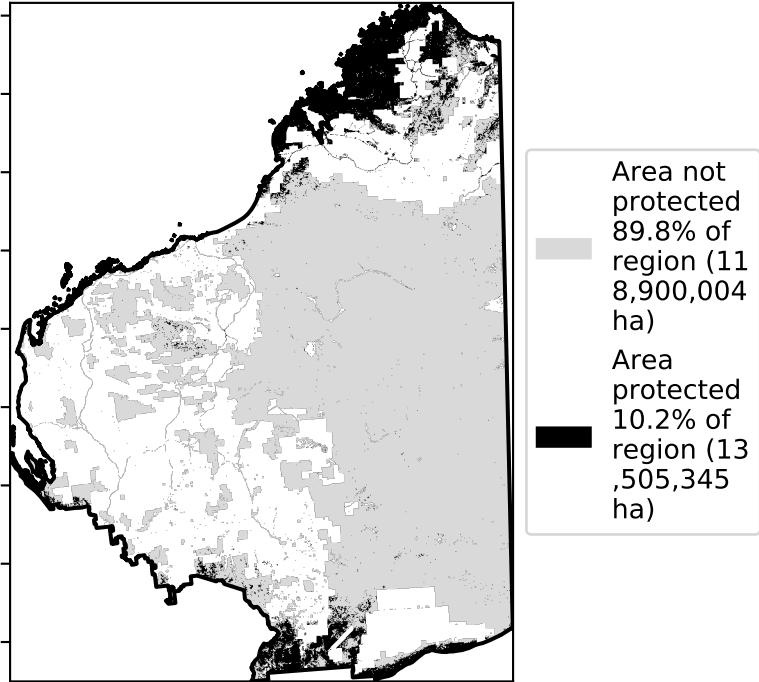 Area not
protected
89.8% of
region (11
8,900,004
ha)
Area
protected
10.2% of
region (13
,505,345
ha)